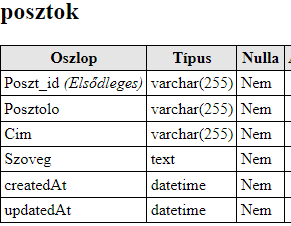 posztok
Oszlop Típus Nulla
Poszt_id (Elsődleges) varchar(255) Nem
Posztolo varchar(255) Nem
Cim varchar(255) Nem
Szoveg text Nem
createdAt datetime Nem
updatedAt datetime Nem